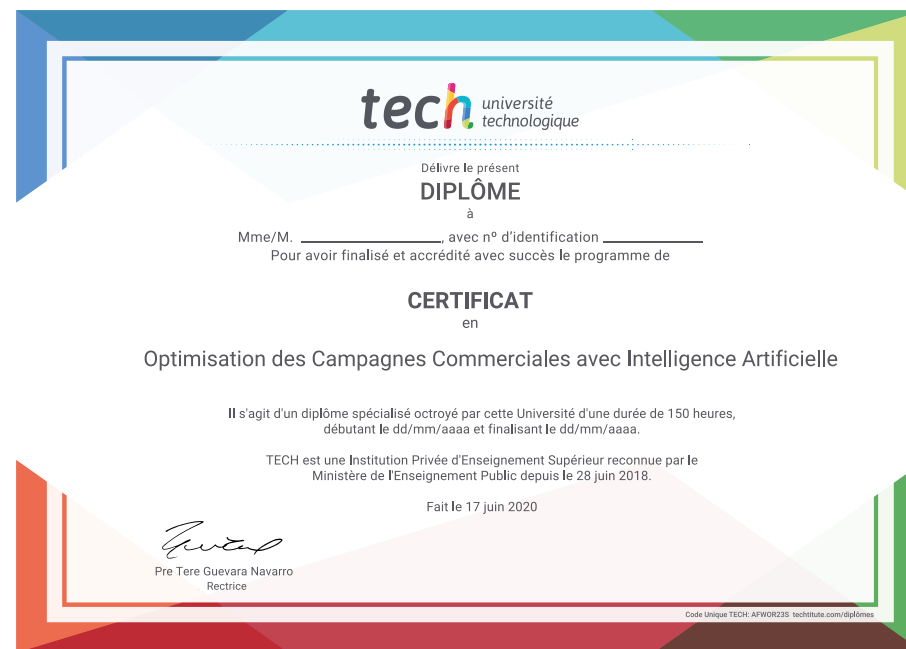 tech université
technologique
Délivre le présent
DIPLÔME
à
Mme/M. ____________________, avec nº d'identification ______________
Pour avoir finalisé et accrédité avec succès le programme de
CERTIFICAT
en
Optimisation des Campagnes Commerciales avec Intelligence Artificielle
Il s'agit d'un diplôme spécialisé octroyé par cette Université d'une durée de 150 heures,
débutant le dd/mm/aaaa et finalisant le dd/mm/aaaa.
TECH est une Institution Privée d'Enseignement Supérieur reconnue par le
Ministère de l'Enseignement Public depuis le 28 juin 2018.
Fait le 17 juin 2020
Pre Tere Guevara Navarro
Rectrice
Code Unique TECH: AFWOR23S techtitute.com/diplômes